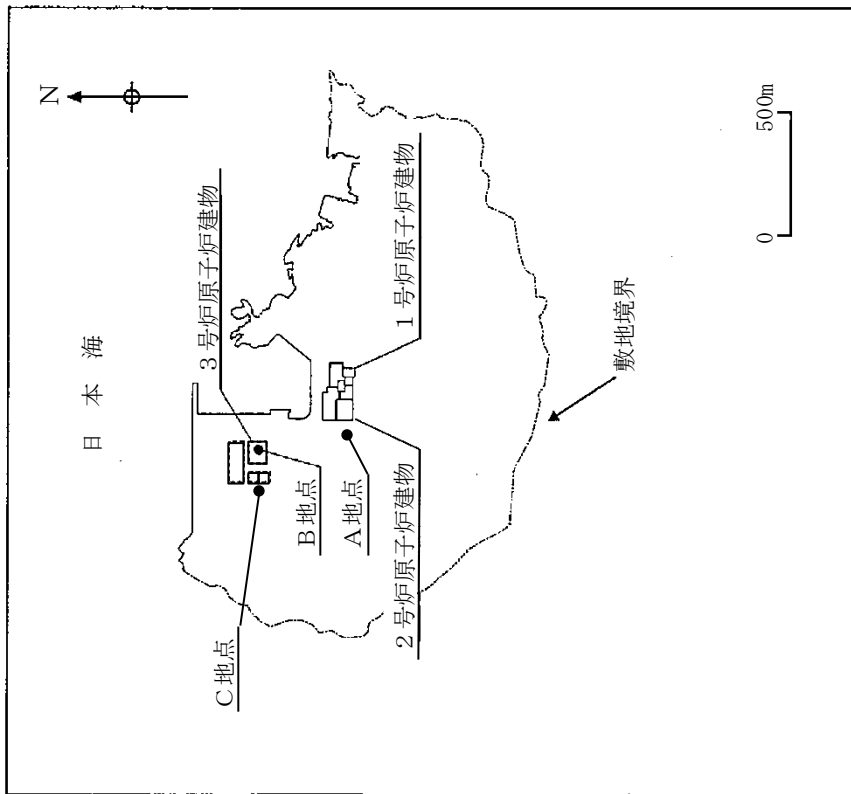 N
日本海
3号炉原子炉建物
1号炉原子炉建物
B地点
A地点
C地点
2号炉原子炉建物
敷地境界
0 500m